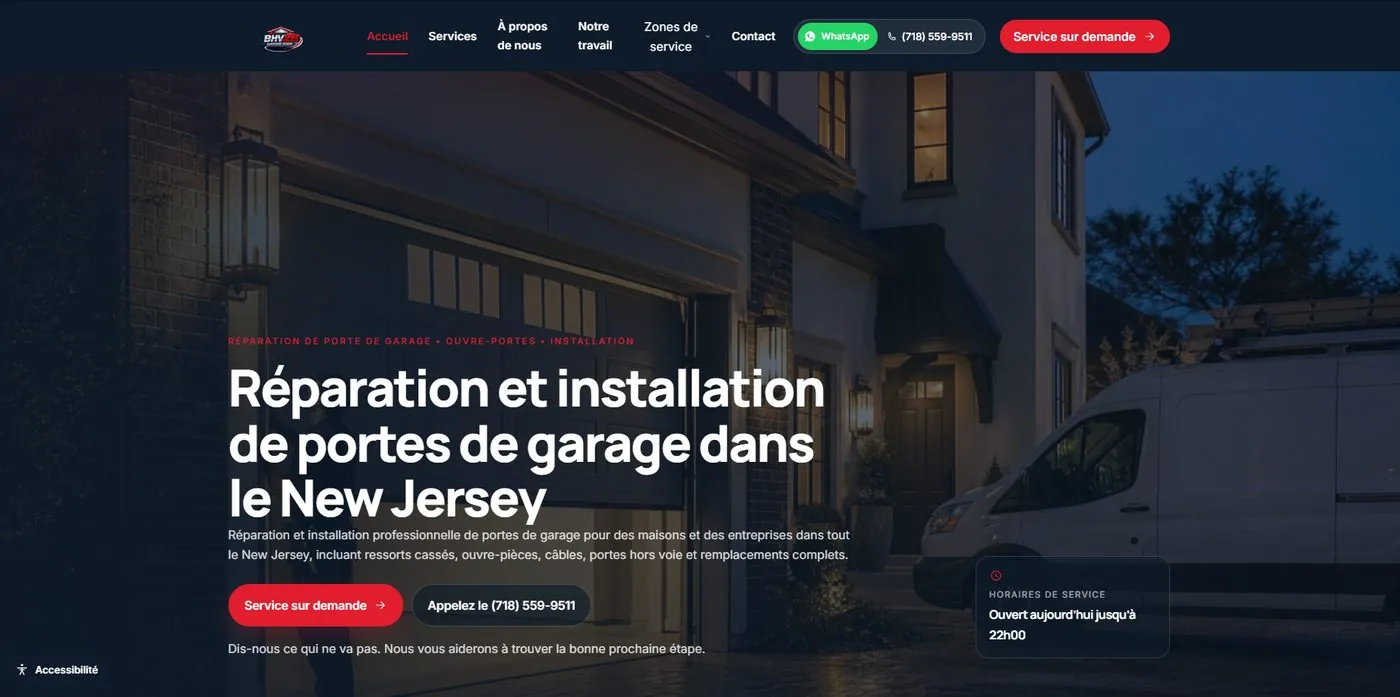 BHV
Accueil
Services
À propos
de nous
Notre
travail
Zones de
service
Contact
WhatsApp
(718) 559-9511
Service sur demande
RÉPARATION DE PORTE DE GARAGE • OUVRE-PORTES • INSTALLATION
Réparation et installation
de portes de garage dans
le New Jersey
Réparation et installation professionnelle de portes de garage pour des maisons et des entreprises dans tout
le New Jersey, incluant ressorts cassés, ouvre-pièces, câbles, portes hors voie et remplacements complets.
Service sur demande
Appelez le (718) 559-9511
Dis-nous ce qui ne va pas. Nous vous aiderons à trouver la bonne prochaine étape.
HORAIRES DE SERVICE
Ouvert aujourd'hui jusqu'à
22h00
Accessibilité